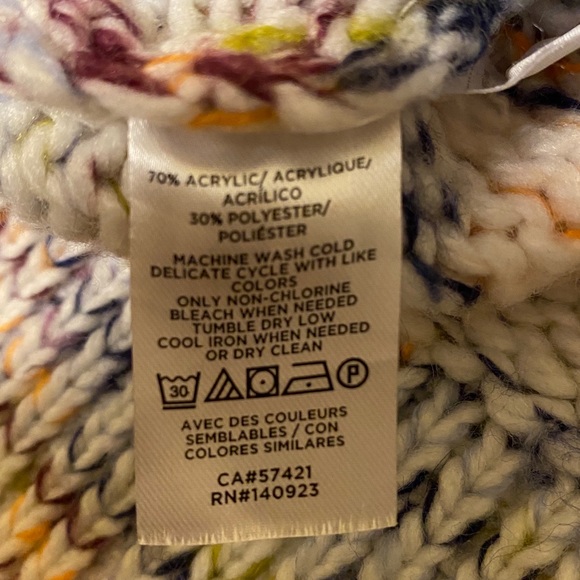 70% ACRYLIC/ ACRYLIQUE/
ACRÍLICO
30% POLYESTER/
POLIÉSTER
MACHINE WASH COLD
DELICATE CYCLE WITH LIKE
COLORS
ONLY NON-CHLORINE
BLEACH WHEN NEEDED
TUMBLE DRY LOW
COOL IRON WHEN NEEDED
OR DRY CLEAN
30 P
AVEC DES COULEURS
SEMBLABLES / CON
COLORES SIMILARES
CA#57421
RN#140923